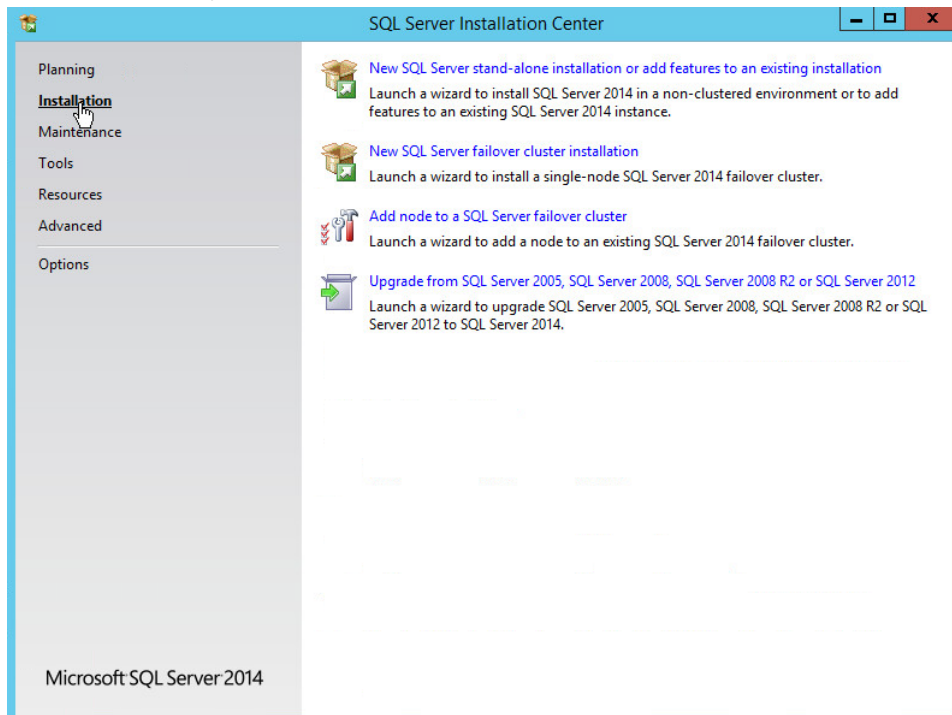 SQL Server Installation Center
Planning
Installation
Maintenance
Tools
Resources
Advanced
Options
Microsoft SQL Server 2014
New SQL Server stand-alone installation or add features to an existing installation
Launch a wizard to install SQL Server 2014 in a non-clustered environment or to add
features to an existing SQL Server 2014 instance.
New SQL Server failover cluster installation
Launch a wizard to install a single-node SQL Server 2014 failover cluster.
Add node to a SQL Server failover cluster
Launch a wizard to add a node to an existing SQL Server 2014 failover cluster.
Upgrade from SQL Server 2005, SQL Server 2008, SQL Server 2008 R2 or SQL Server 2012
Launch a wizard to upgrade SQL Server 2005, SQL Server 2008, SQL Server 2008 R2 or SQL
Server 2012 to SQL Server 2014.